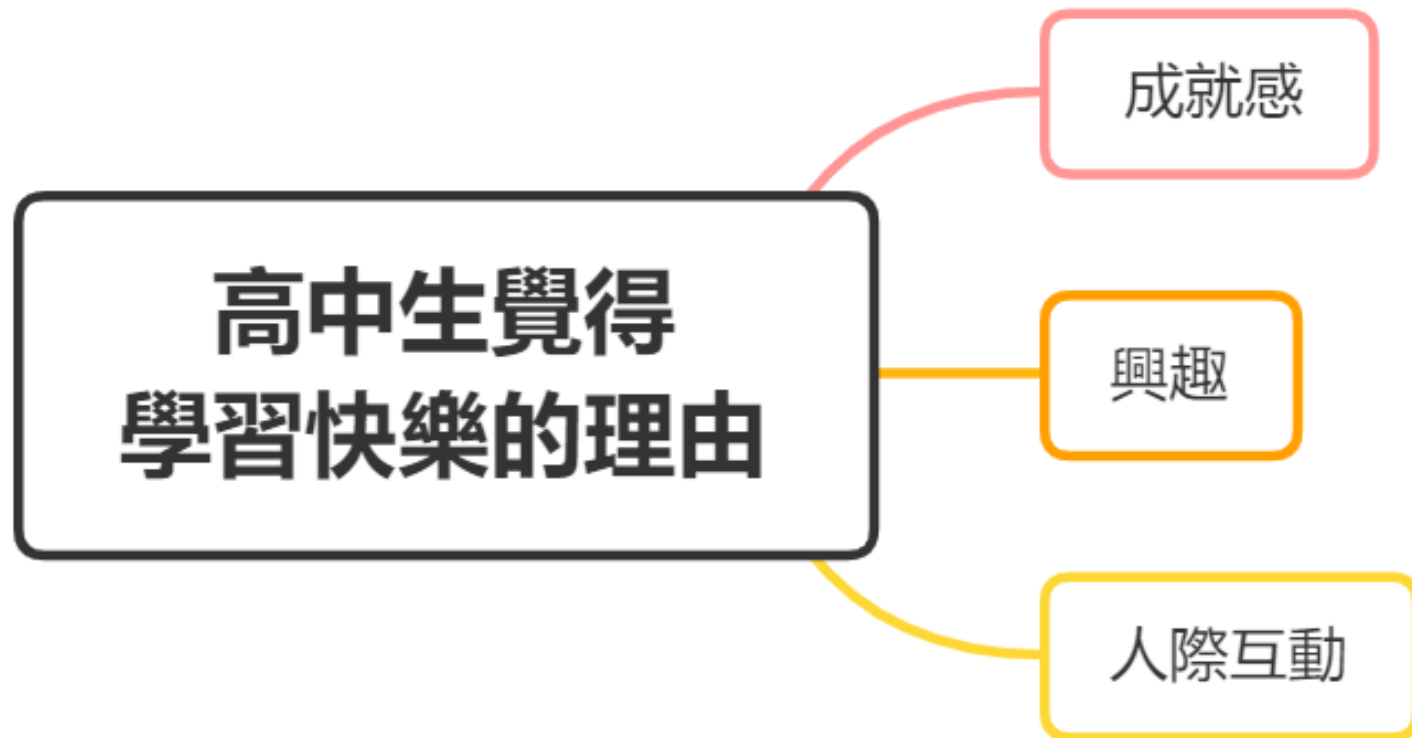 高中生覺得
學習快樂的理由
成就感
興趣
人際互動